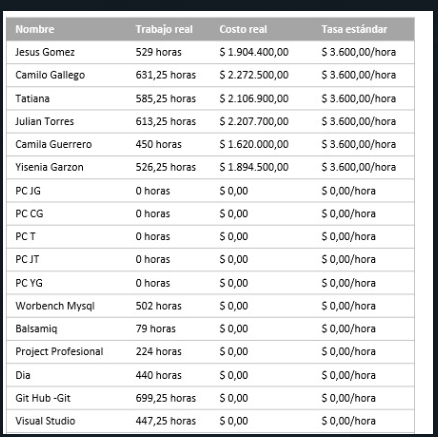 Nombre Trabajo real Costo real Tasa estándar
Jesus Gomez 529 horas $ 1.904.400,00 $ 3.600,00/hora
Camilo Gallego 631,25 horas $ 2.272.500,00 $ 3.600,00/hora
Tatiana 585,25 horas $ 2.106.900,00 $ 3.600,00/hora
Julian Torres 613,25 horas $ 2.207.700,00 $ 3.600,00/hora
Camila Guerrero 450 horas $ 1.620.000,00 $ 3.600,00/hora
Yisenia Garzon 526,25 horas $ 1.894.500,00 $ 3.600,00/hora
PC JG 0 horas $ 0,00 $ 0,00/hora
PC CG 0 horas $ 0,00 $ 0,00/hora
PC T 0 horas $ 0,00 $ 0,00/hora
PC JT 0 horas $ 0,00 $ 0,00/hora
PC YG 0 horas $ 0,00 $ 0,00/hora
Worbench Mysql 502 horas $ 0,00 $ 0,00/hora
Balsamiq 79 horas $ 0,00 $ 0,00/hora
Project Profesional 224 horas $ 0,00 $ 0,00/hora
Dia 440 horas $ 0,00 $ 0,00/hora
Git Hub -Git 699,25 horas $ 0,00 $ 0,00/hora
Visual Studio 447,25 horas $ 0,00 $ 0,00/hora